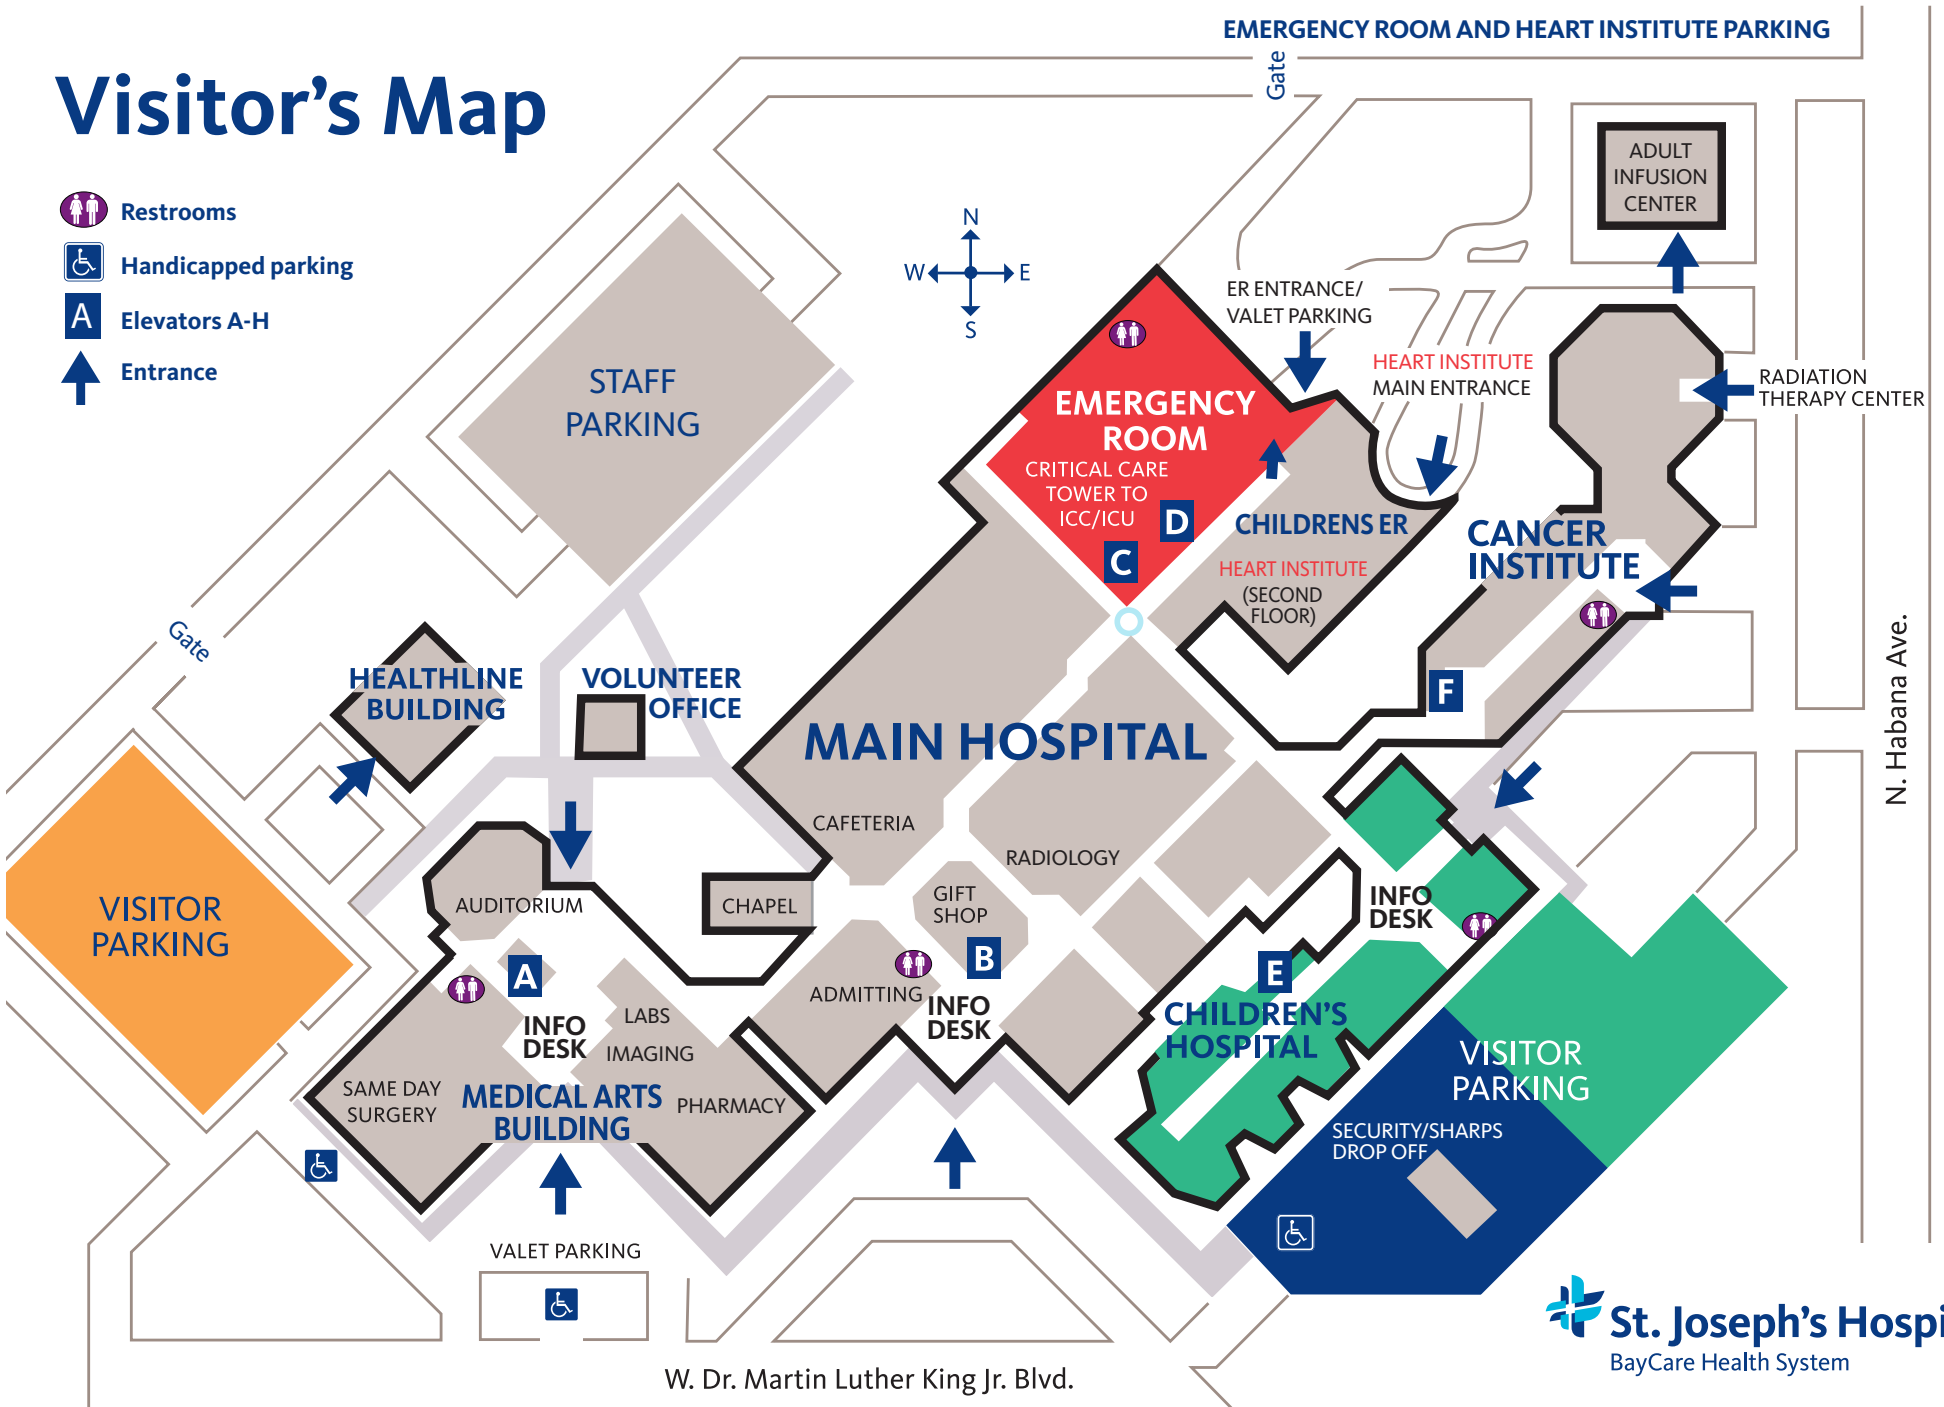 EMERGENCY ROOM AND HEART INSTITUTE PARKING
Gate
Visitor's Map
Restrooms
Handicapped parking
A
Elevators A-H
Entrance
N
W
E
S
ADULT
INFUSION
CENTER
ER ENTRANCE/
VALET PARKING
HEART INSTITUTE
MAIN ENTRANCE
RADIATION
THERAPY CENTER
STAFF
PARKING
EMERGENCY
ROOM
CRITICAL CARE
TOWER TO
ICC/ICU
D
C
CHILDRENS ER
HEART INSTITUTE
(SECOND
FLOOR)
CANCER
INSTITUTE
F
N. Habana Ave.
Gate
HEALTHLINE
BUILDING
VOLUNTEER
OFFICE
MAIN HOSPITAL
CAFETERIA
RADIOLOGY
GIFT
SHOP
B
CHAPEL
AUDITORIUM
VISITOR
PARKING
A
ADMITTING
INFO
DESK
INFO
DESK
E
CHILDREN'S
HOSPITAL
INFO
DESK
LABS
IMAGING
SAME DAY
SURGERY
MEDICAL ARTS
BUILDING
PHARMACY
VISITOR
PARKING
SECURITY/SHARPS
DROP OFF
VALET PARKING
W. Dr. Martin Luther King Jr. Blvd.
St. Joseph's Hospi
BayCare Health System